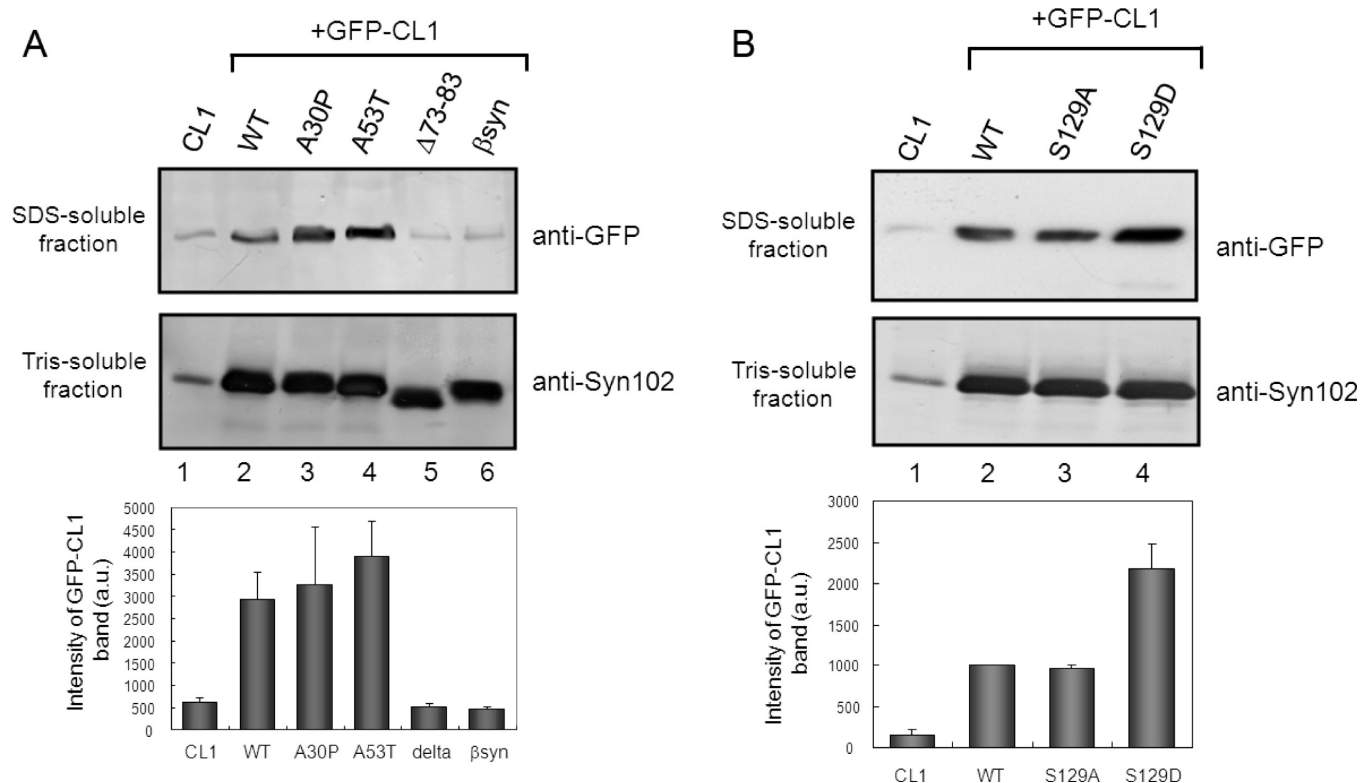 A
+GFP-CL1
CL1 WT A30P A53T Δ73-83 βsyn
SDS-soluble
fraction
anti-GFP
Tris-soluble
fraction
anti-Syn102
1 2 3 4 5 6
Intensity of GFP-CL1
band (a.u.)
5000
4500
4000
3500
3000
2500
2000
1500
1000
500
0
CL1 WT A30P A53T delta βsyn
B
+GFP-CL1
CL1 WT S129A S129D
SDS-soluble
fraction
anti-GFP
Tris-soluble
fraction
anti-Syn102
1 2 3 4
Intensity of GFP-CL1
band (a.u.)
3000
2500
2000
1500
1000
500
0
CL1 WT S129A S129D